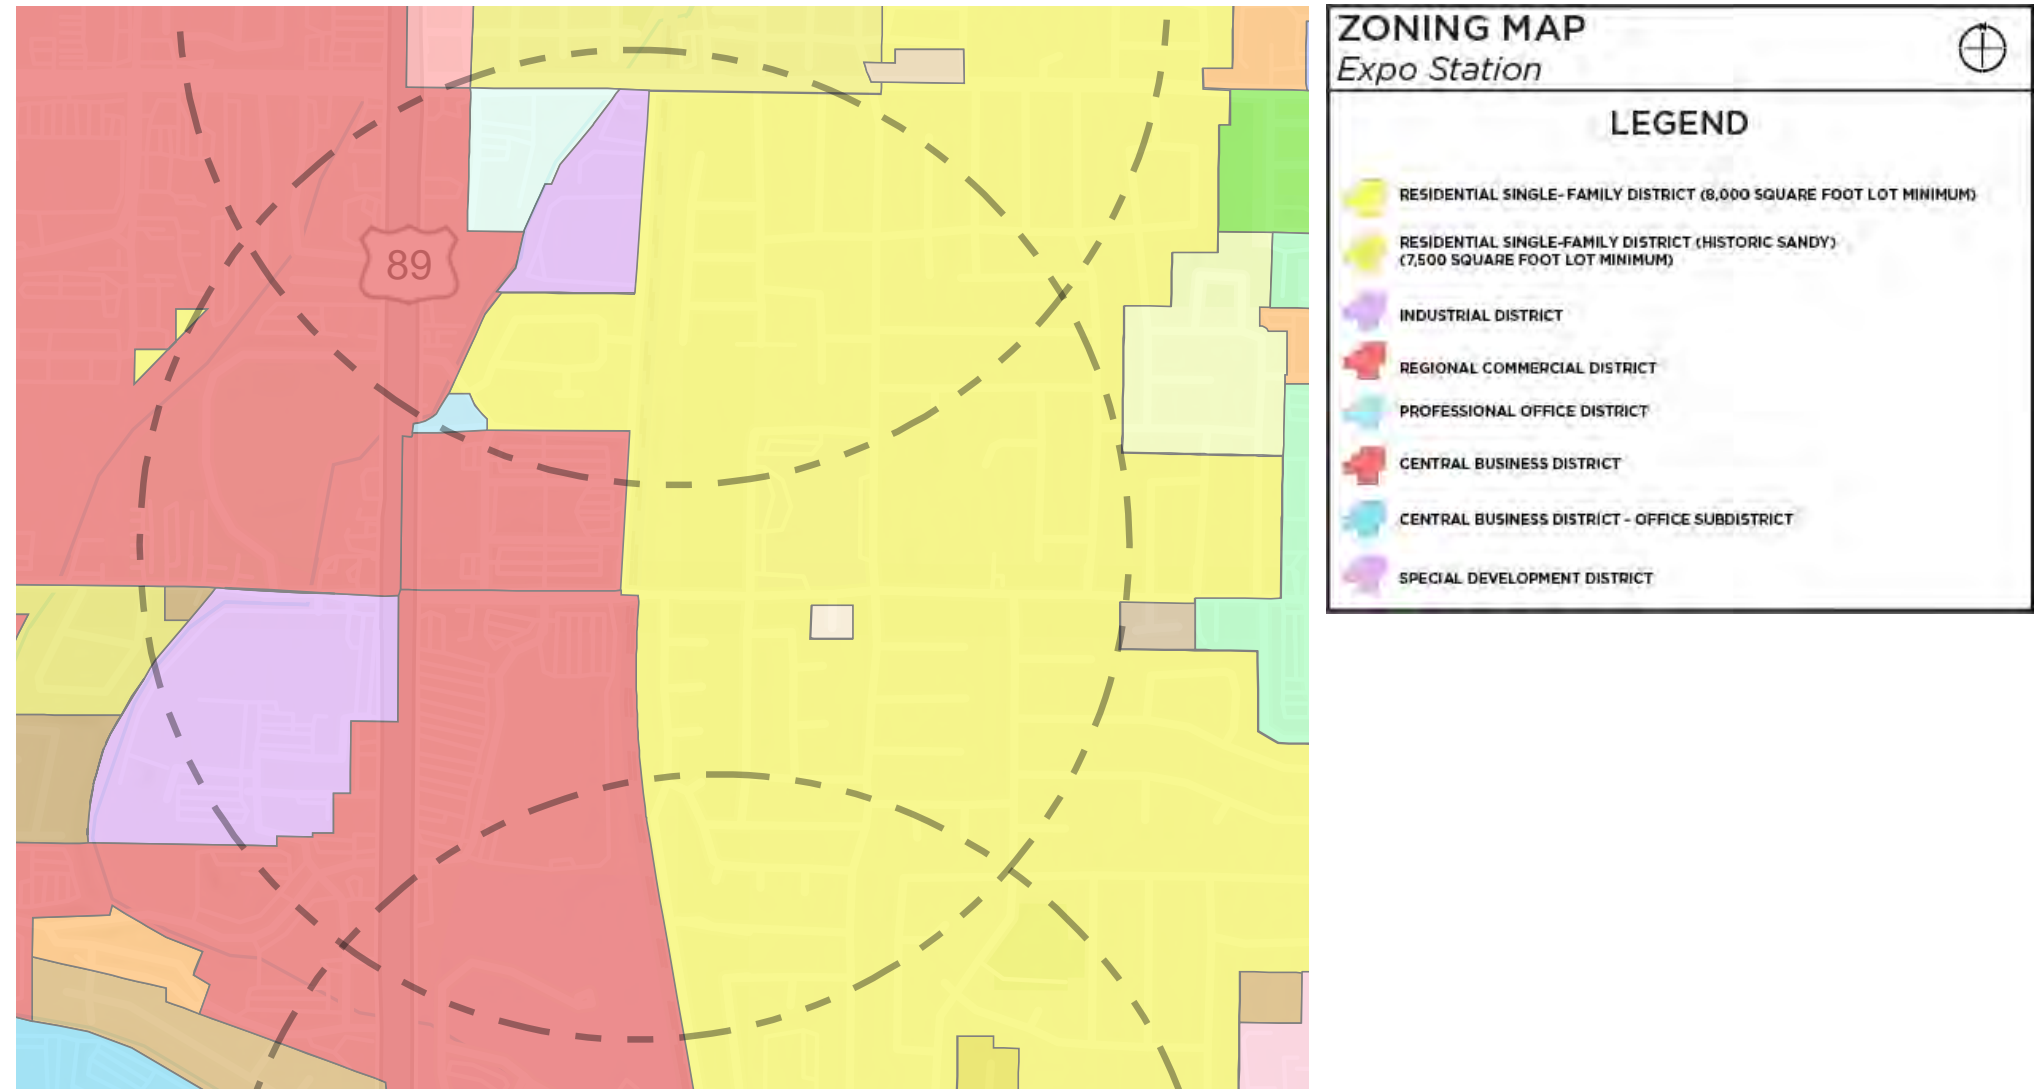 89
ZONING MAP
Expo Station
N
LEGEND
RESIDENTIAL SINGLE-FAMILY DISTRICT (8,000 SQUARE FOOT LOT MINIMUM)
RESIDENTIAL SINGLE-FAMILY DISTRICT (HISTORIC SANDY)
(7,500 SQUARE FOOT LOT MINIMUM)
INDUSTRIAL DISTRICT
REGIONAL COMMERCIAL DISTRICT
PROFESSIONAL OFFICE DISTRICT
CENTRAL BUSINESS DISTRICT
CENTRAL BUSINESS DISTRICT - OFFICE SUBDISTRICT
SPECIAL DEVELOPMENT DISTRICT